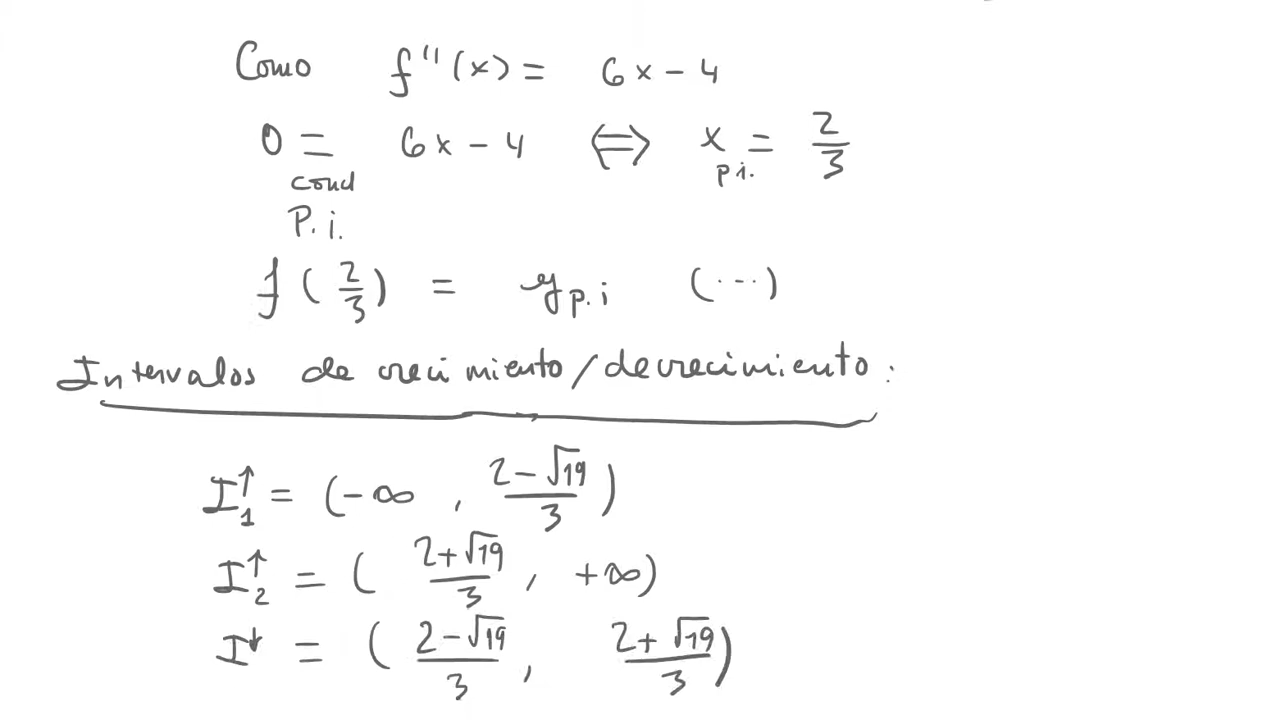 Como f''(x) = 6x - 4
0 = 6x - 4 ⟺ x = 2/3
cond p.i.
P.i.
f(2/3) = y p.i (···)
Intervalos de crecimiento/decrecimiento:
I₁↑ = (-∞, (2-√19)/3)
I₂↑ = ((2+√19)/3, +∞)
I↓ = ((2-√19)/3, (2+√19)/3)